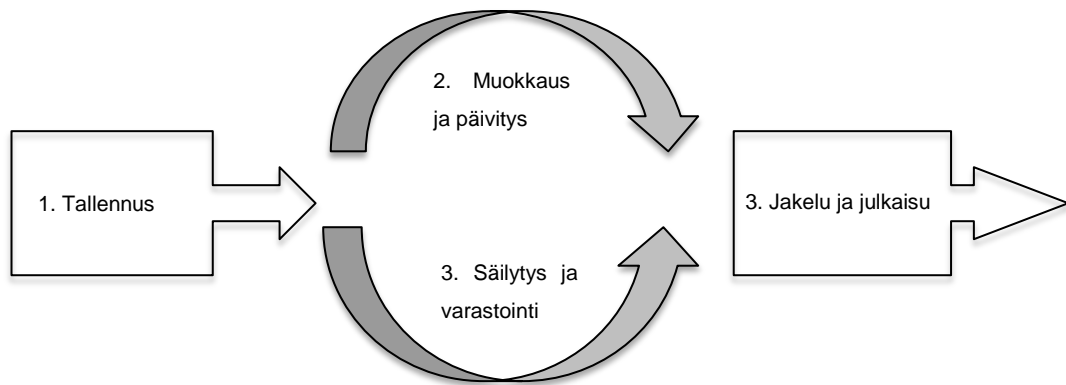 1. Tallennus
2. Muokkaus
ja päivitys
3. Säilytys ja
varastointi
3. Jakelu ja julkaisu